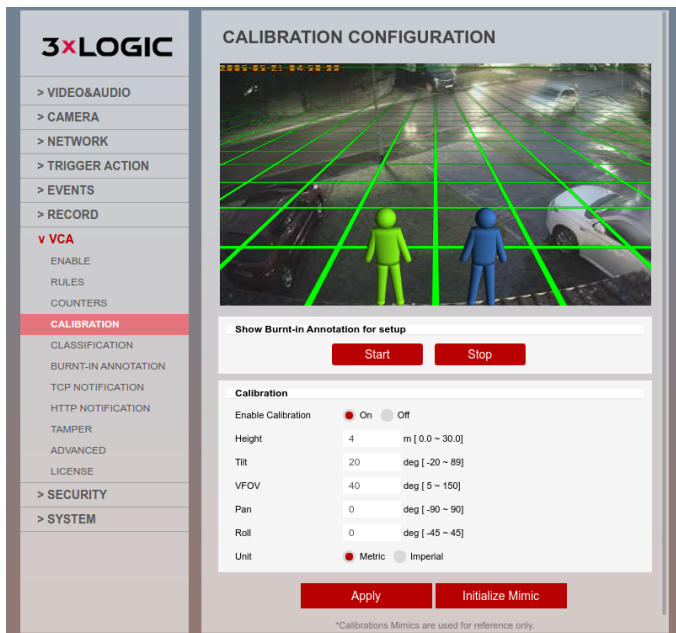 3xLOGIC
> VIDEO&AUDIO
> CAMERA
> NETWORK
> TRIGGER ACTION
> EVENTS
> RECORD
v VCA
ENABLE
RULES
COUNTERS
CALIBRATION
CLASSIFICATION
BURNT-IN ANNOTATION
TCP NOTIFICATION
HTTP NOTIFICATION
TAMPER
ADVANCED
LICENSE
> SECURITY
> SYSTEM
CALIBRATION CONFIGURATION
Show Burnt-in Annotation for setup
Start Stop
Calibration
Enable Calibration On Off
Height 4 m [ 0.0 ~ 30.0]
Tilt 20 deg [ -20 ~ 89]
VFOV 40 deg [ 5 ~ 150]
Pan 0 deg [ -90 ~ 90]
Roll 0 deg [ -45 ~ 45]
Unit Metric Imperial
Apply Initialize Mimic
*Calibrations Mimics are used for reference only.